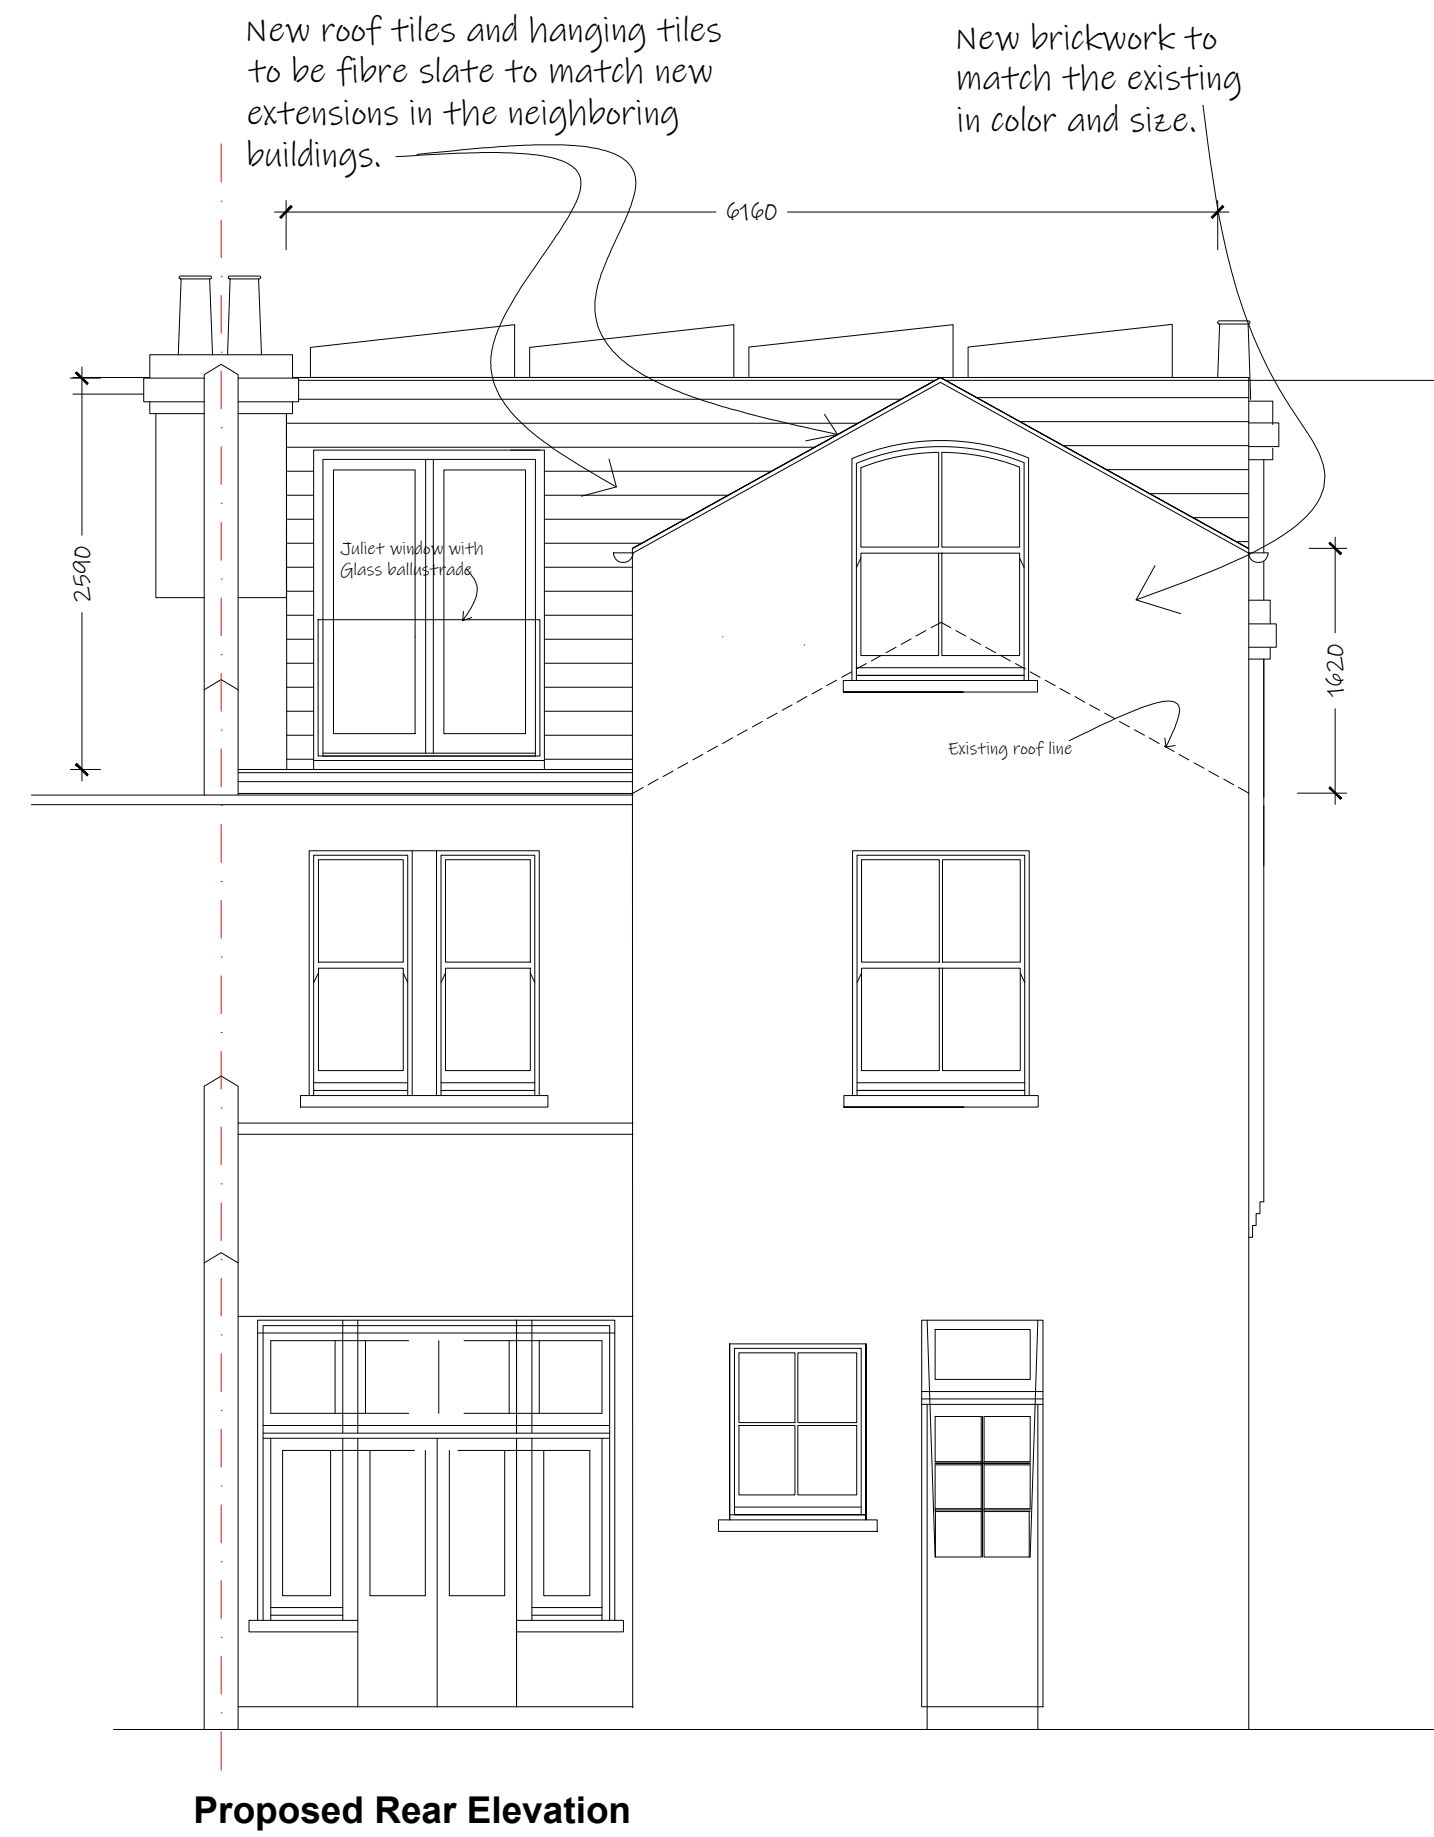 New roof tiles and hanging tiles
to be fibre slate to match new
extensions in the neighboring
buildings.
New brickwork to
match the existing
in color and size.
6160
2590
Juliet window with
Glass ballustrade
1620
Existing roof line
Proposed Rear Elevation